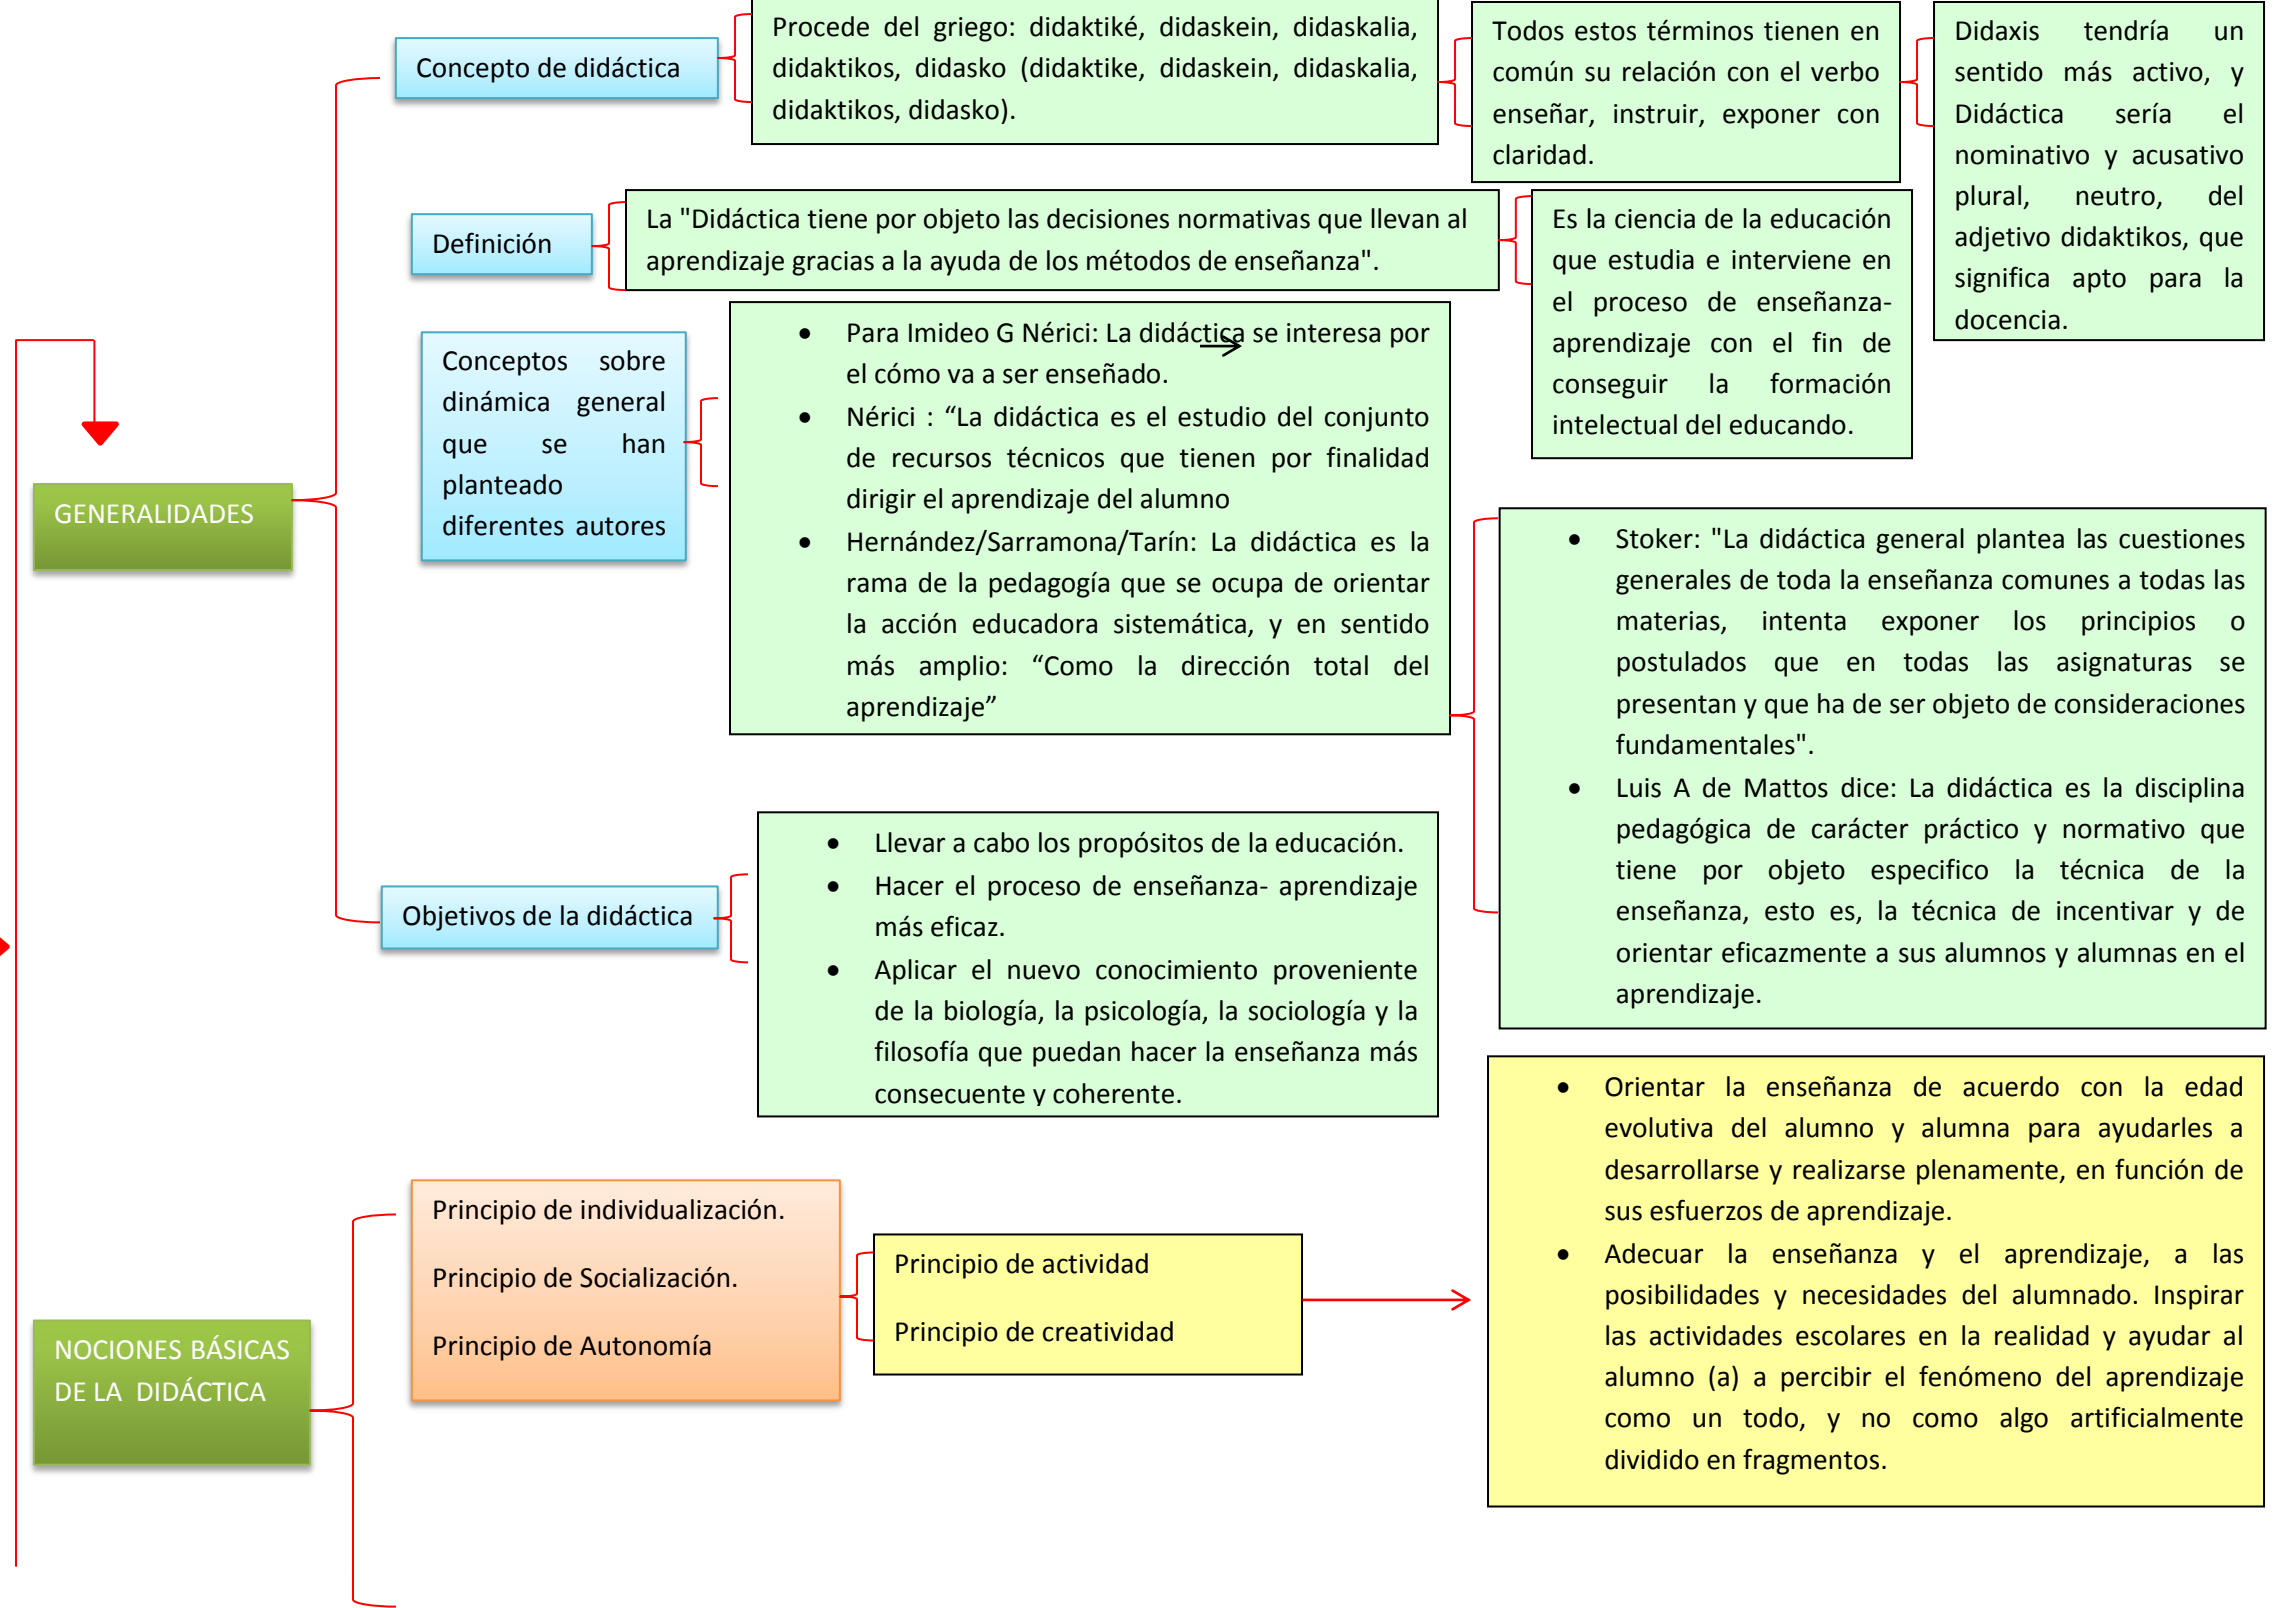 Concepto de didáctica
Procede del griego: didaktiké, didaskein, didaskalia,
didaktikos, didasko (didaktike, didaskein, didaskalia,
didaktikos, didasko).
Todos estos términos tienen en
común su relación con el verbo
enseñar, instruir, exponer con
claridad.
Didaxis tendría un
sentido más activo, y
Didáctica sería el
nominativo y acusativo
plural, neutro, del
adjetivo didaktikos, que
significa apto para la
docencia.
Definición
La "Didáctica tiene por objeto las decisiones normativas que llevan al
aprendizaje gracias a la ayuda de los métodos de enseñanza".
Es la ciencia de la educación
que estudia e interviene en
el proceso de enseñanza-
aprendizaje con el fin de
conseguir la formación
intelectual del educando.
Conceptos sobre
dinámica general
que se han
planteado
diferentes autores
• Para Imideo G Nérici: La didáctica se interesa por
el cómo va a ser enseñado.
• Nérici : “La didáctica es el estudio del conjunto
de recursos técnicos que tienen por finalidad
dirigir el aprendizaje del alumno
• Hernández/Sarramona/Tarín: La didáctica es la
rama de la pedagogía que se ocupa de orientar
la acción educadora sistemática, y en sentido
más amplio: “Como la dirección total del
aprendizaje”
GENERALIDADES
• Stoker: "La didáctica general plantea las cuestiones
generales de toda la enseñanza comunes a todas las
materias, intenta exponer los principios o
postulados que en todas las asignaturas se
presentan y que ha de ser objeto de consideraciones
fundamentales".
• Luis A de Mattos dice: La didáctica es la disciplina
pedagógica de carácter práctico y normativo que
tiene por objeto especifico la técnica de la
enseñanza, esto es, la técnica de incentivar y de
orientar eficazmente a sus alumnos y alumnas en el
aprendizaje.
Objetivos de la didáctica
• Llevar a cabo los propósitos de la educación.
• Hacer el proceso de enseñanza- aprendizaje
más eficaz.
• Aplicar el nuevo conocimiento proveniente
de la biología, la psicología, la sociología y la
filosofía que puedan hacer la enseñanza más
consecuente y coherente.
• Orientar la enseñanza de acuerdo con la edad
evolutiva del alumno y alumna para ayudarles a
desarrollarse y realizarse plenamente, en función de
sus esfuerzos de aprendizaje.
• Adecuar la enseñanza y el aprendizaje, a las
posibilidades y necesidades del alumnado. Inspirar
las actividades escolares en la realidad y ayudar al
alumno (a) a percibir el fenómeno del aprendizaje
como un todo, y no como algo artificialmente
dividido en fragmentos.
NOCIONES BÁSICAS
DE LA DIDÁCTICA
Principio de individualización.
Principio de Socialización.
Principio de Autonomía
Principio de actividad
Principio de creatividad